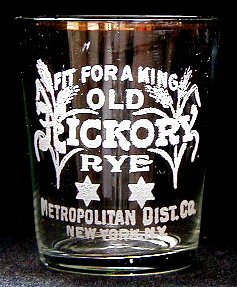 FIT FOR A KING
OLD
HICKORY
RYE
METROPOLITAN DIST. CO.
NEW YORK. N.Y.